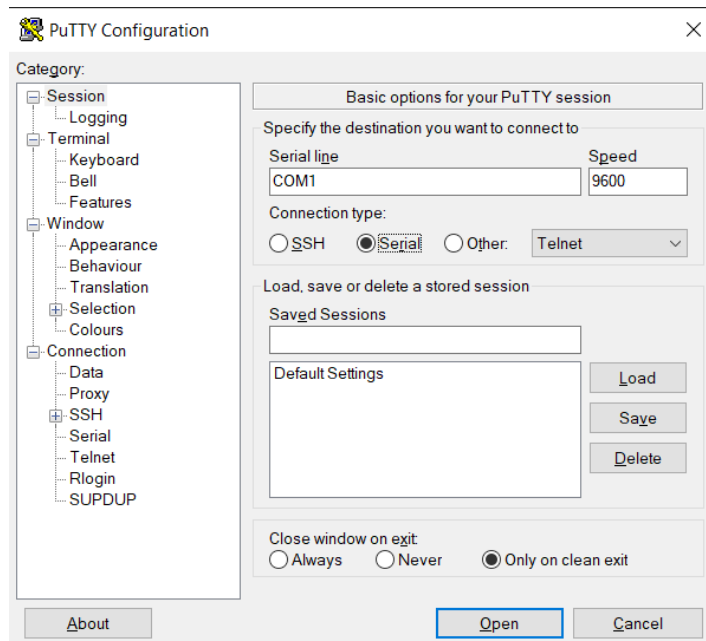 PuTTY Configuration
Category:
Session
Logging
Terminal
Keyboard
Bell
Features
Window
Appearance
Behaviour
Translation
Selection
Colours
Connection
Data
Proxy
SSH
Serial
Telnet
Rlogin
SUPDUP
Basic options for your PuTTY session
Specify the destination you want to connect to
Serial line Speed
COM1 9600
Connection type:
SSH Serial Other: Telnet
Load, save or delete a stored session
Saved Sessions
Default Settings
Load
Save
Delete
Close window on exit:
Always Never Only on clean exit
About Open Cancel